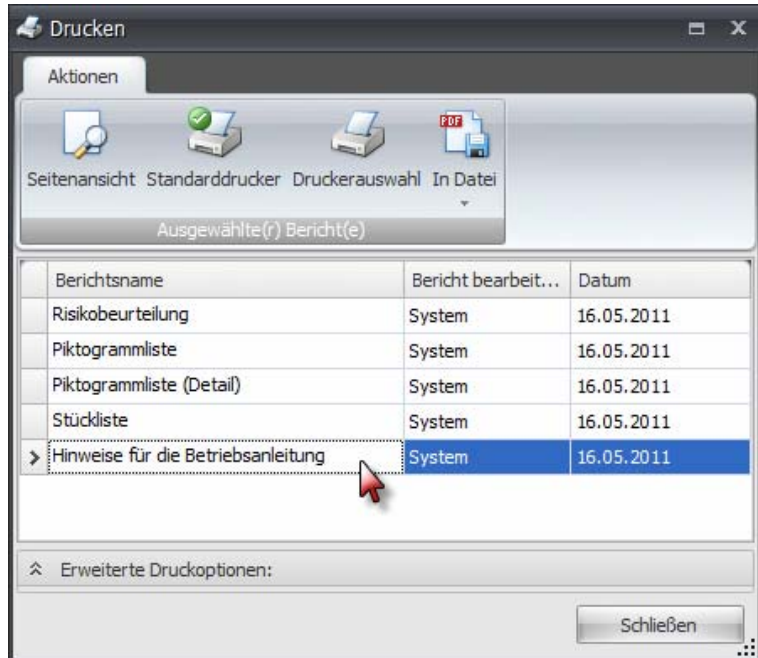 Drucken
Aktionen
PDF
Seitenansicht Standarddrucker Druckerauswahl In Datei
Ausgewählte(r) Bericht(e)
Berichtsname Bericht bearbeit... Datum
Risikobeurteilung System 16.05.2011
Piktogrammliste System 16.05.2011
Piktogrammliste (Detail) System 16.05.2011
Stückliste System 16.05.2011
Hinweise für die Betriebsanleitung System 16.05.2011
Erweiterte Druckoptionen:
Schließen